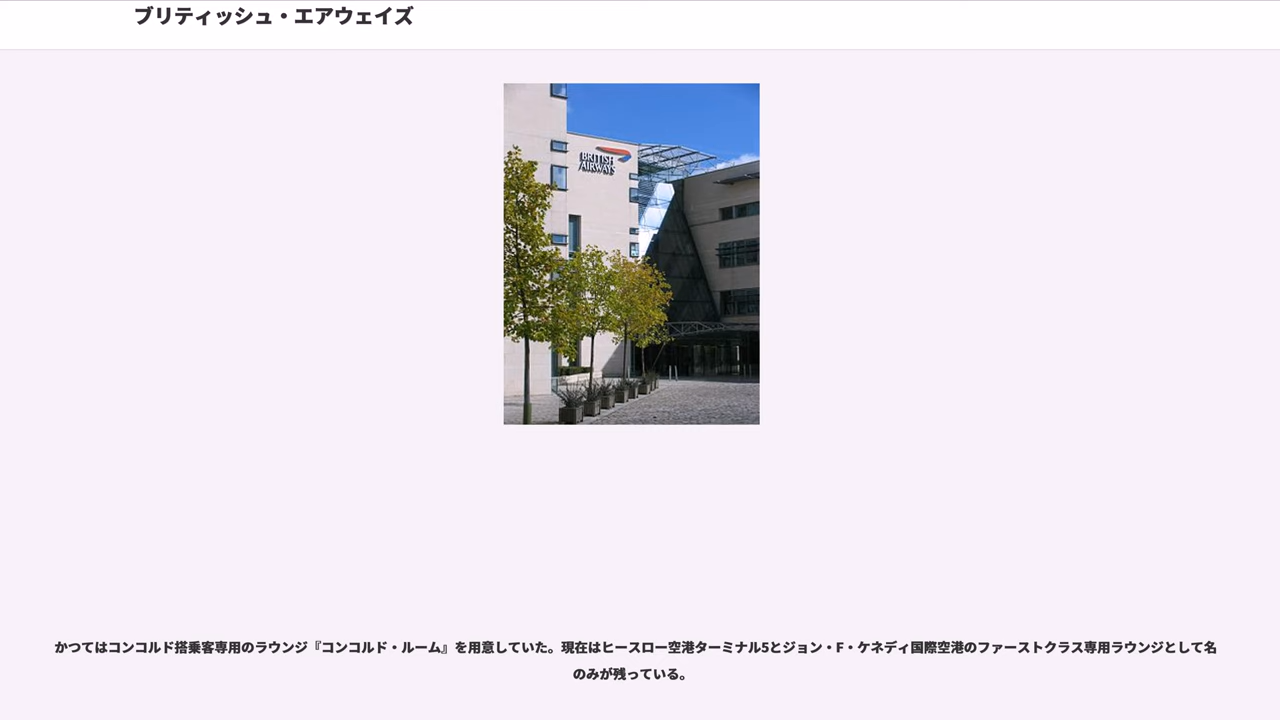 ブリティッシュ・エアウェイズ
BRITISH
AIRWAYS
かつてはコンコルド搭乗客専用のラウンジ『コンコルド・ルーム』を用意していた。現在はヒースロー空港ターミナル5とジョン・F・ケネディ国際空港のファーストクラス専用ラウンジとして名
のみが残っている。